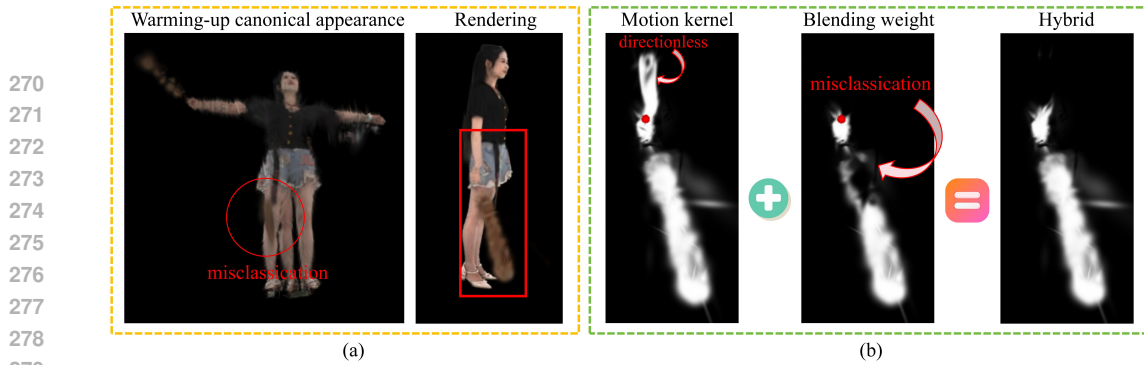 Warming-up canonical appearance
Rendering
Motion kernel
Blending weight
Hybrid
directionless
misclassication
misclassication
270
271
272
273
274
275
276
277
278
(a)
(b)